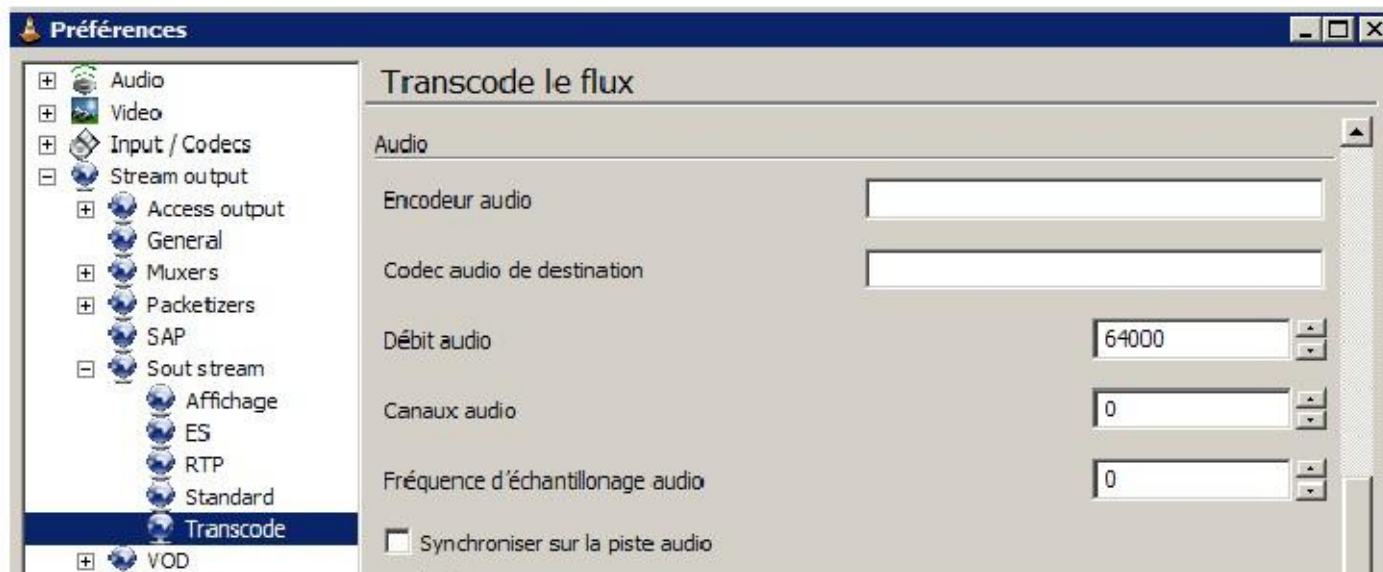 Préférences
Audio
Video
Input / Codecs
Stream output
Access output
General
Muxers
Packetizers
SAP
Sout stream
Affichage
ES
RTP
Standard
Transcode
VOD
Transcode le flux
Audio
Encodeur audio
Codec audio de destination
Débit audio
64000
Canaux audio
0
Fréquence d'échantillonage audio
0
Synchroniser sur la piste audio